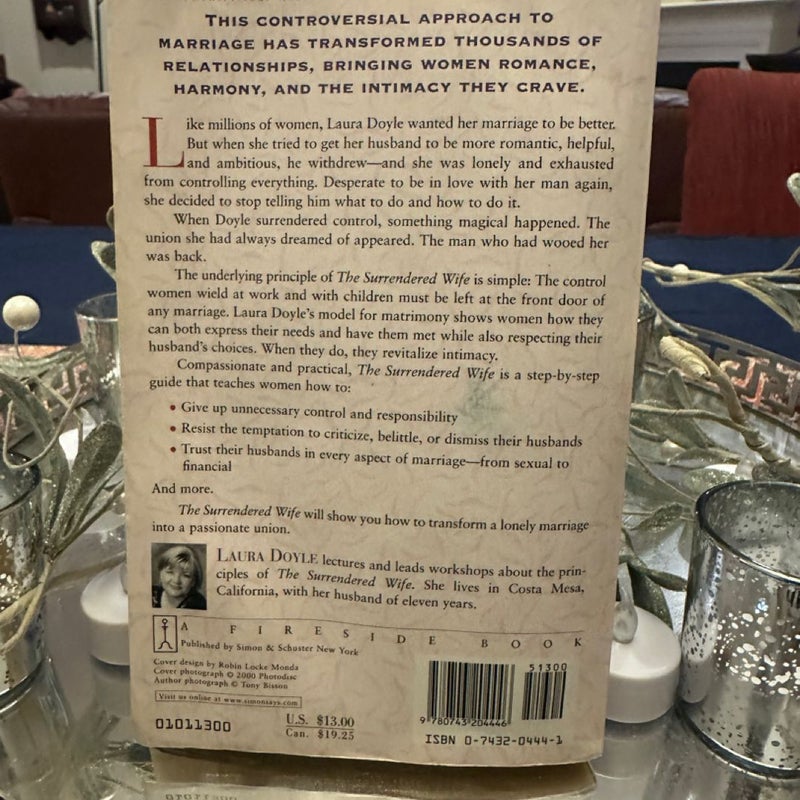 THIS CONTROVERSIAL APPROACH TO
MARRIAGE HAS TRANSFORMED THOUSANDS OF
RELATIONSHIPS, BRINGING WOMEN ROMANCE,
HARMONY, AND THE INTIMACY THEY CRAVE.
Like millions of women, Laura Doyle wanted her marriage to be better.
But when she tried to get her husband to be more romantic, helpful,
and ambitious, he withdrew—and she was lonely and exhausted
from controlling everything. Desperate to be in love with her man again,
she decided to stop telling him what to do and how to do it.
When Doyle surrendered control, something magical happened. The
union she had always dreamed of appeared. The man who had wooed her
was back.
The underlying principle of The Surrendered Wife is simple: The control
women wield at work and with children must be left at the front door of
any marriage. Laura Doyle's model for matrimony shows women how they
can both express their needs and have them met while also respecting their
husband's choices. When they do, they revitalize intimacy.
Compassionate and practical, The Surrendered Wife is a step-by-step
guide that teaches women how to:
• Give up unnecessary control and responsibility
• Resist the temptation to criticize, belittle, or dismiss their husbands
• Trust their husbands in every aspect of marriage—from sexual to
financial
And more.
The Surrendered Wife will show you how to transform a lonely marriage
into a passionate union.
LAURA DOYLE lectures and leads workshops about the prin-
ciples of The Surrendered Wife. She lives in Costa Mesa,
California, with her husband of eleven years.
A FIRESIDE BOOK
Published by Simon & Schuster New York
Cover design by Robin Locke Monda
Cover photograph © 2000 Photodisc
Author photograph © Tony Bisson
Visit us online at www.simonsays.com
01011300
U.S. $13.00
Can. $19.25
51300
9 780743 204446
ISBN 0-7432-0444-1